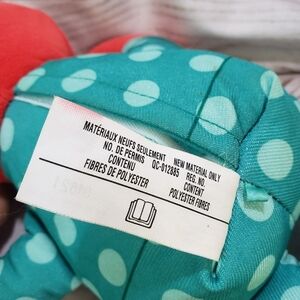 MATÉRIAUX NEUFS SEULEMENT NEW MATERIAL ONLY
NO. DE PERMIS QC-012885 REG. NO.
CONTENU CONTENT
FIBRES DE POLYESTER POLYESTER FIBRES